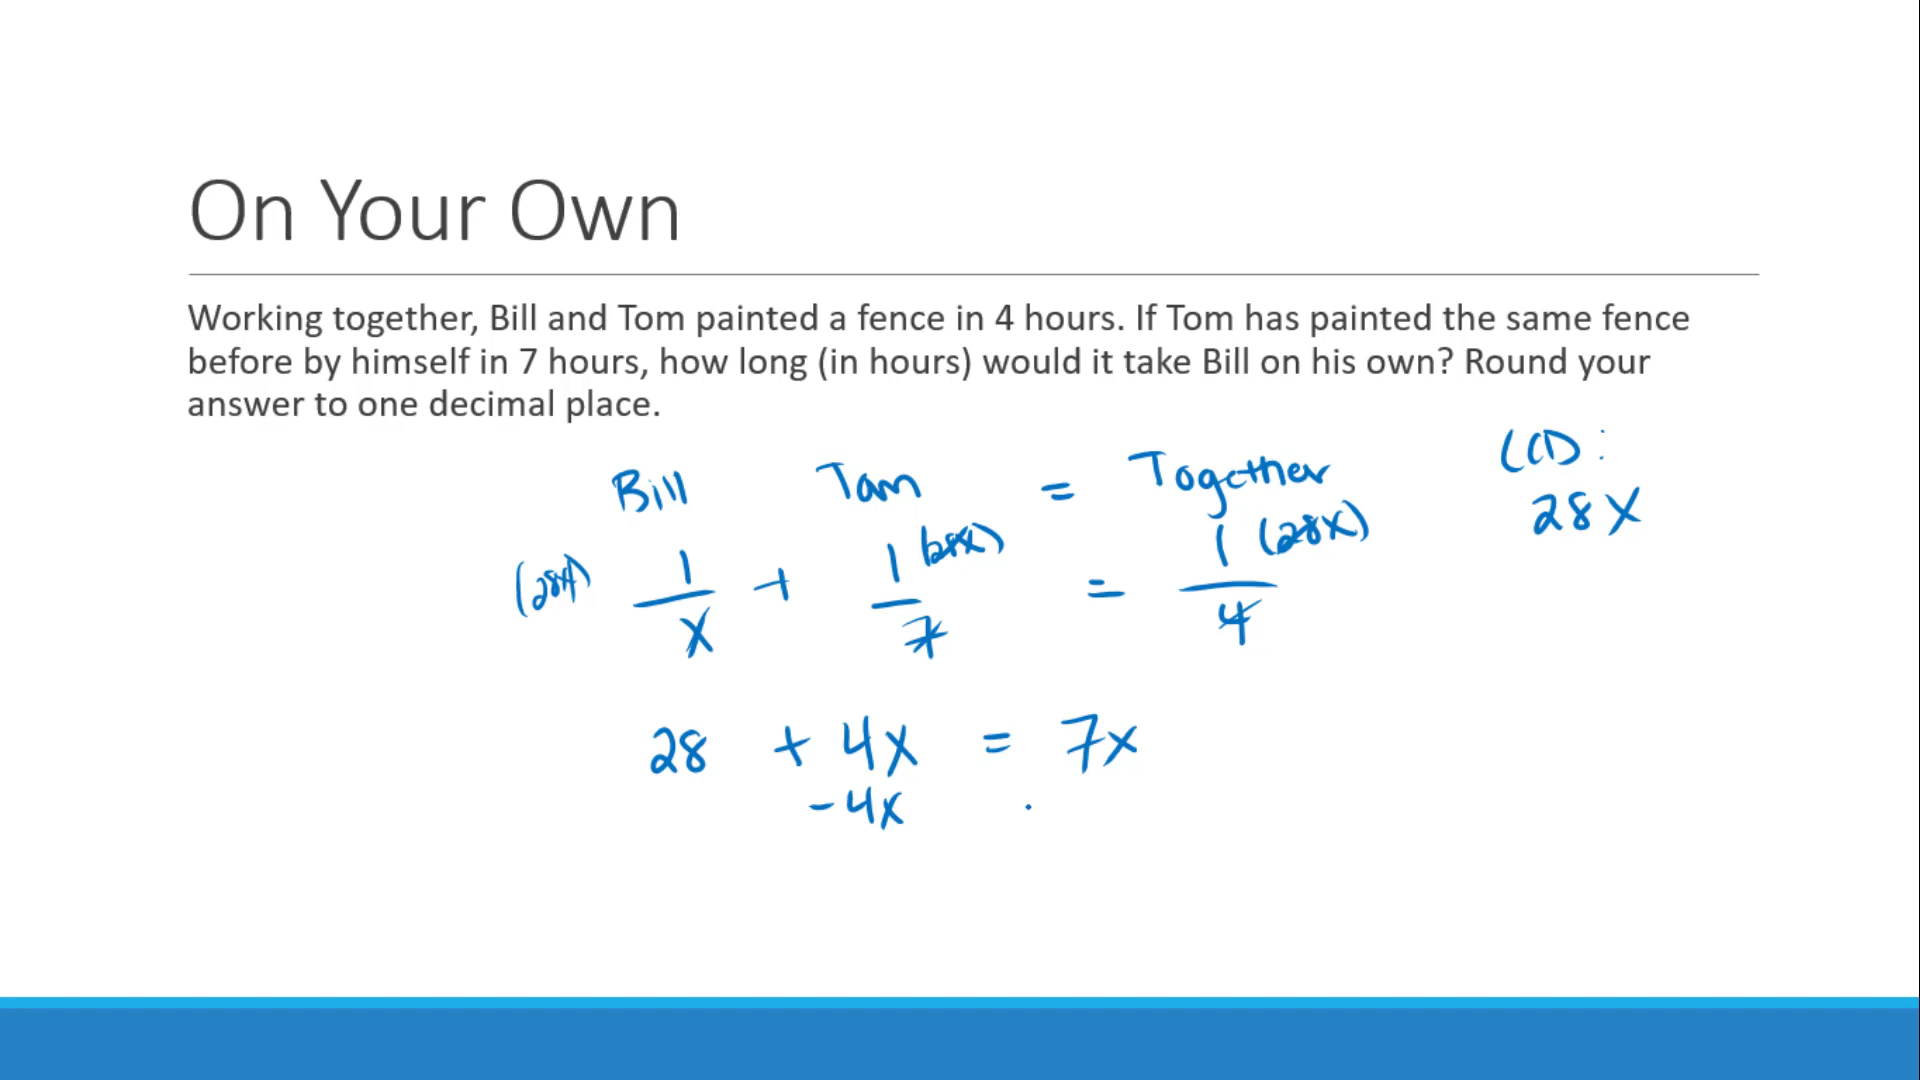 On Your Own
Working together, Bill and Tom painted a fence in 4 hours. If Tom has painted the same fence
before by himself in 7 hours, how long (in hours) would it take Bill on his own? Round your
answer to one decimal place.
LCD:
28X
Bill Tom = Together
(28x) 1/x + 1/7 (28x) = 1/4 (28x)
28 + 4x = 7x
-4x